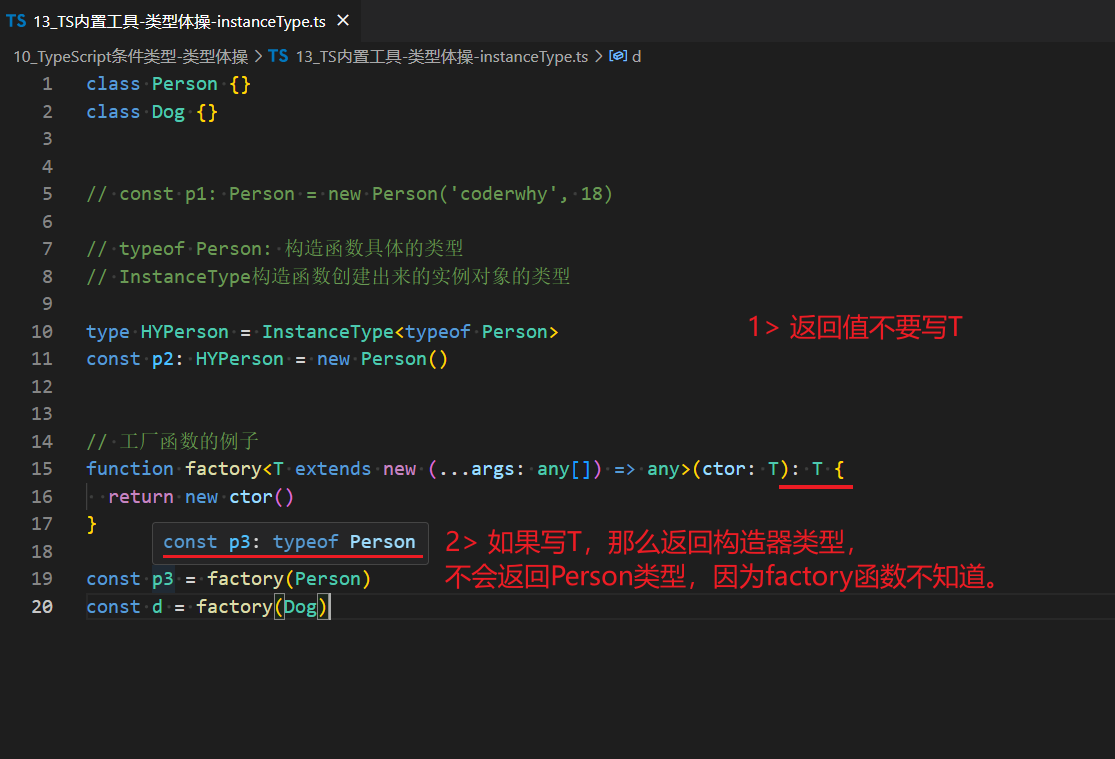 TS 13_TS内置工具-类型体操-instanceType.ts ×
10_TypeScript条件类型-类型体操 > TS 13_TS内置工具-类型体操-instanceType.ts > d
1 class Person {}
2 class Dog {}
3
4
5 // const p1: Person = new Person('coderwhy', 18)
6
7 // typeof Person: 构造函数具体的类型
8 // InstanceType构造函数创建出来的实例对象的类型
9
10 type HYPerson = InstanceType<typeof Person>
1> 返回值不要写T
11 const p2: HYPerson = new Person()
12
13
14 // 工厂函数的例子
15 function factory<T extends new (...args: any[]) => any>(ctor: T): T {
16 return new ctor()
17 }
18 const p3: typeof Person
2> 如果写T，那么返回构造器类型，
不会返回Person类型，因为factory函数不知道。
19 const p3 = factory(Person)
20 const d = factory(Dog)